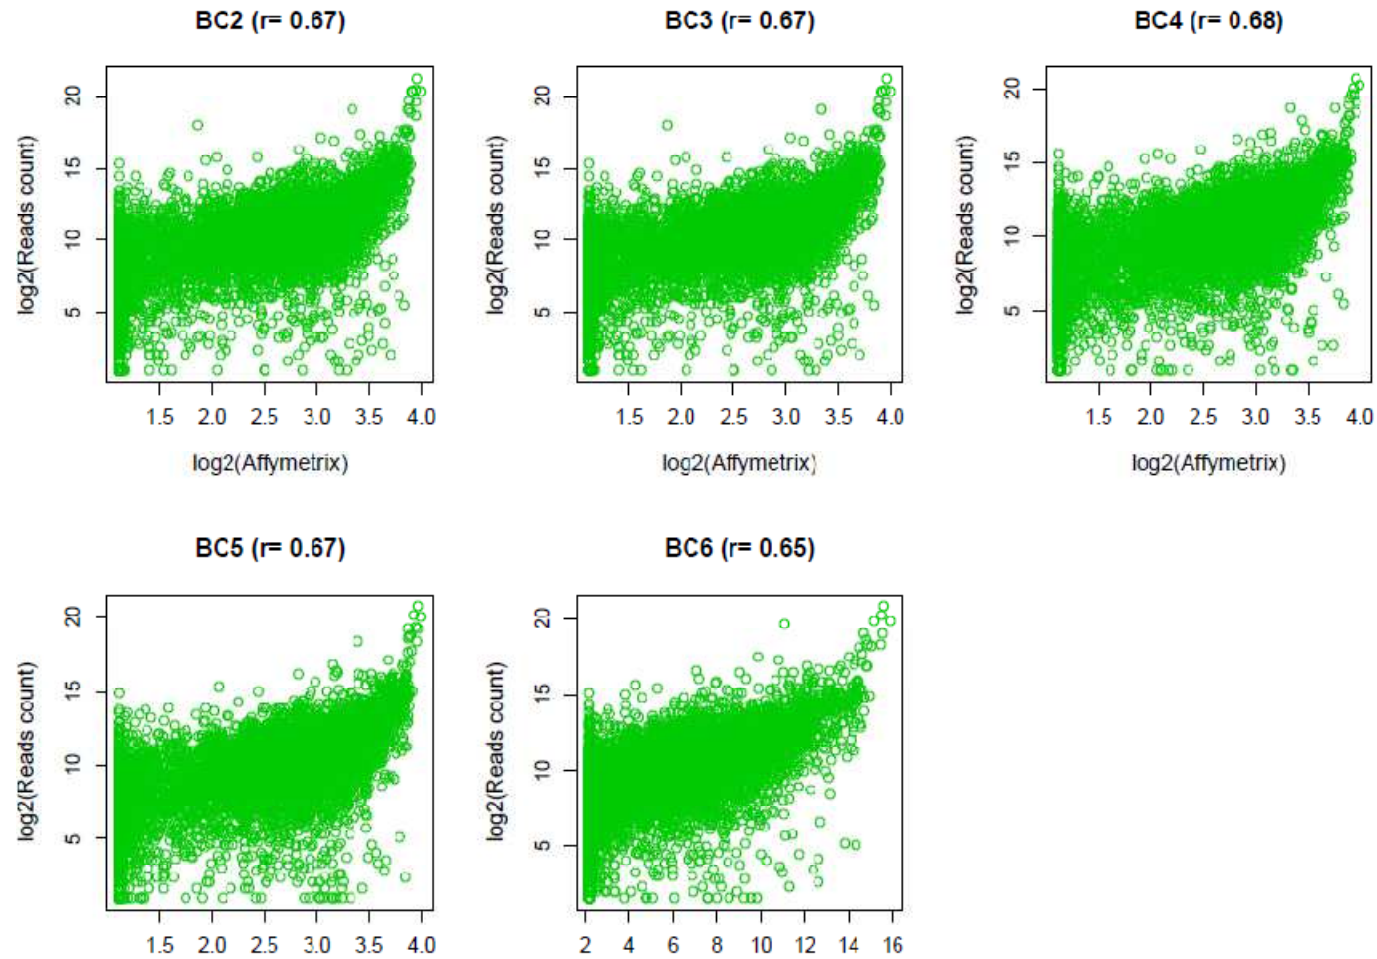 BC2 (r= 0.67)
BC3 (r= 0.67)
BC4 (r= 0.68)
log2(Reads count)
20
15
10
5
log2(Reads count)
20
15
10
5
log2(Reads count)
20
15
10
5
1.5 2.0 2.5 3.0 3.5 4.0
1.5 2.0 2.5 3.0 3.5 4.0
1.5 2.0 2.5 3.0 3.5 4.0
log2(Affymetrix)
log2(Affymetrix)
log2(Affymetrix)
BC5 (r= 0.67)
BC6 (r= 0.65)
log2(Reads count)
20
15
10
5
log2(Reads count)
20
15
10
5
1.5 2.0 2.5 3.0 3.5 4.0
2 4 6 8 10 12 14 16